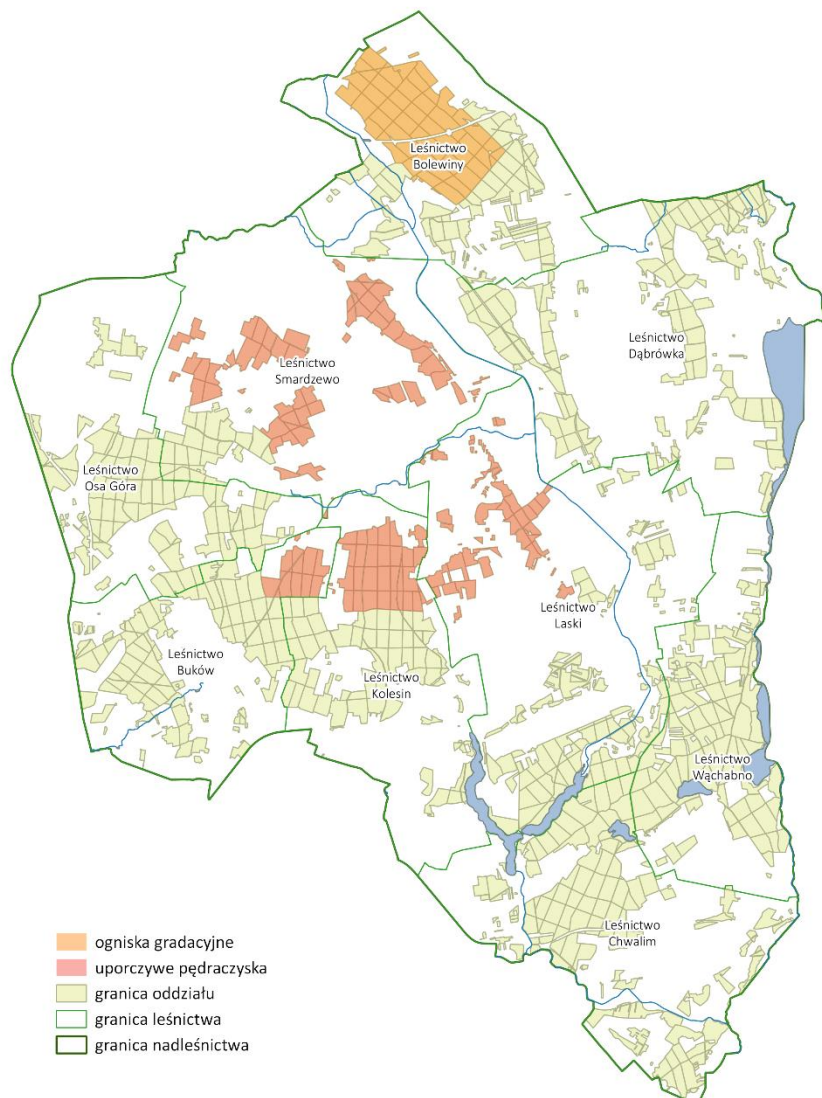 Leśnictwo
Bolewiny
Leśnictwo
Dąbrówka
Leśnictwo
Smardzewo
Leśnictwo
Osa Góra
Leśnictwo
Laski
Leśnictwo
Buków
Leśnictwo
Kolesin
Leśnictwo
Wąchabno
Leśnictwo
Chwalim
ogniska gradacyjne
uporczywe pędraczyska
granica oddziału
granica leśnictwa
granica nadleśnictwa